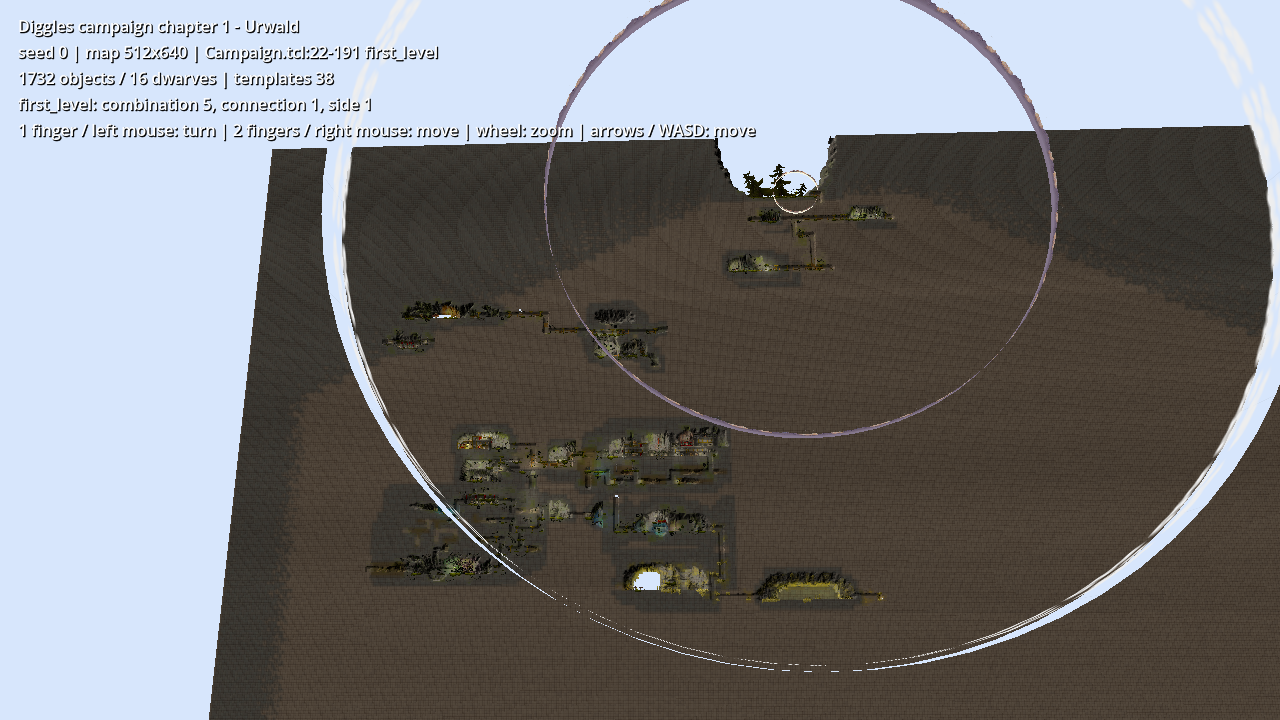 Diggles campaign chapter 1 - Urwald
seed 0 | map 512x640 | Campaign.tcl:22-191 first_level
1732 objects / 16 dwarves | templates 38
first_level: combination 5, connection 1, side 1
1 finger / left mouse: turn | 2 fingers / right mouse: move | wheel: zoom | arrows / WASD: move